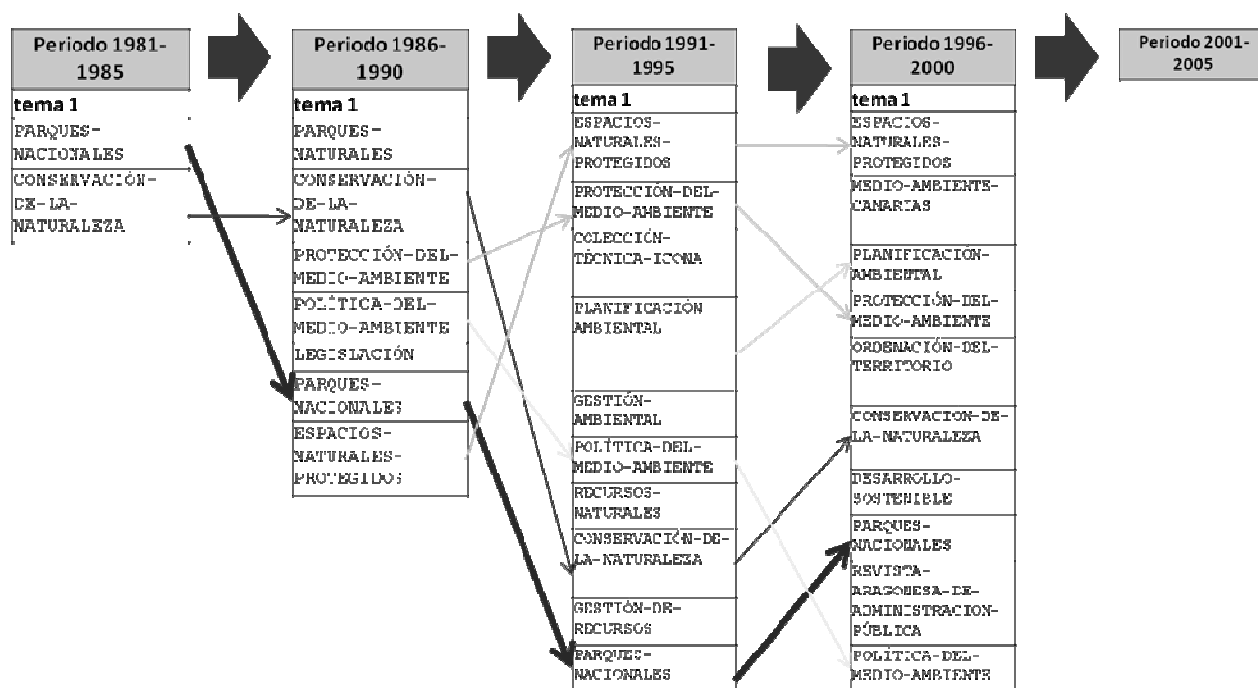 Periodo 1981-
1985
tema 1
PARQUES-
NACIONALES
CONSERVACIÓN-
DE-LA-
NATURALEZA
Periodo 1986-
1990
tema 1
PARQUES-
NATURALES
CONSERVACIÓN-
DE-LA-
NATURALEZA
PROTECCIÓN-DEL-
MEDIO-AMBIENTE
POLÍTICA-DEL-
MEDIO-AMBIENTE
LEGISLACIÓN
PARQUES-
NACIONALES
ESPACIOS-
NATURALES-
PROTEGIDOS
Periodo 1991-
1995
tema 1
ESPACIOS-
NATURALES-
PROTEGIDOS
PROTECCIÓN-DEL-
MEDIO-AMBIENTE
COLECCIÓN-
TÉCNICA-ICONA
PLANIFICACIÓN
AMBIENTAL
GESTIÓN-
AMBIENTAL
POLÍTICA-DEL-
MEDIO-AMBIENTE
RECURSOS-
NATURALES
CONSERVACIÓN-DE-
LA-NATURALEZA
GESTIÓN-DE-
RECURSOS
PARQUES-
NACIONALES
Periodo 1996-
2000
tema 1
ESPACIOS-
NATURALES-
PROTEGIDOS
MEDIO-AMBIENTE-
CANARIAS
PLANIFICACIÓN-
AMBIENTAL
PROTECCIÓN-DEL-
MEDIO-AMBIENTE
ORDENACIÓN-DEL-
TERRITORIO
CONSERVACION-DE-
LA-NATURALEZA
DESARROLLO-
SOSTENIBLE
PARQUES-
NACIONALES
REVISTA-
ARAGONESA-DE-
ADMINISTRACION-
PÚBLICA
POLÍTICA-DEL-
MEDIO-AMBIENTE
Periodo 2001-
2005